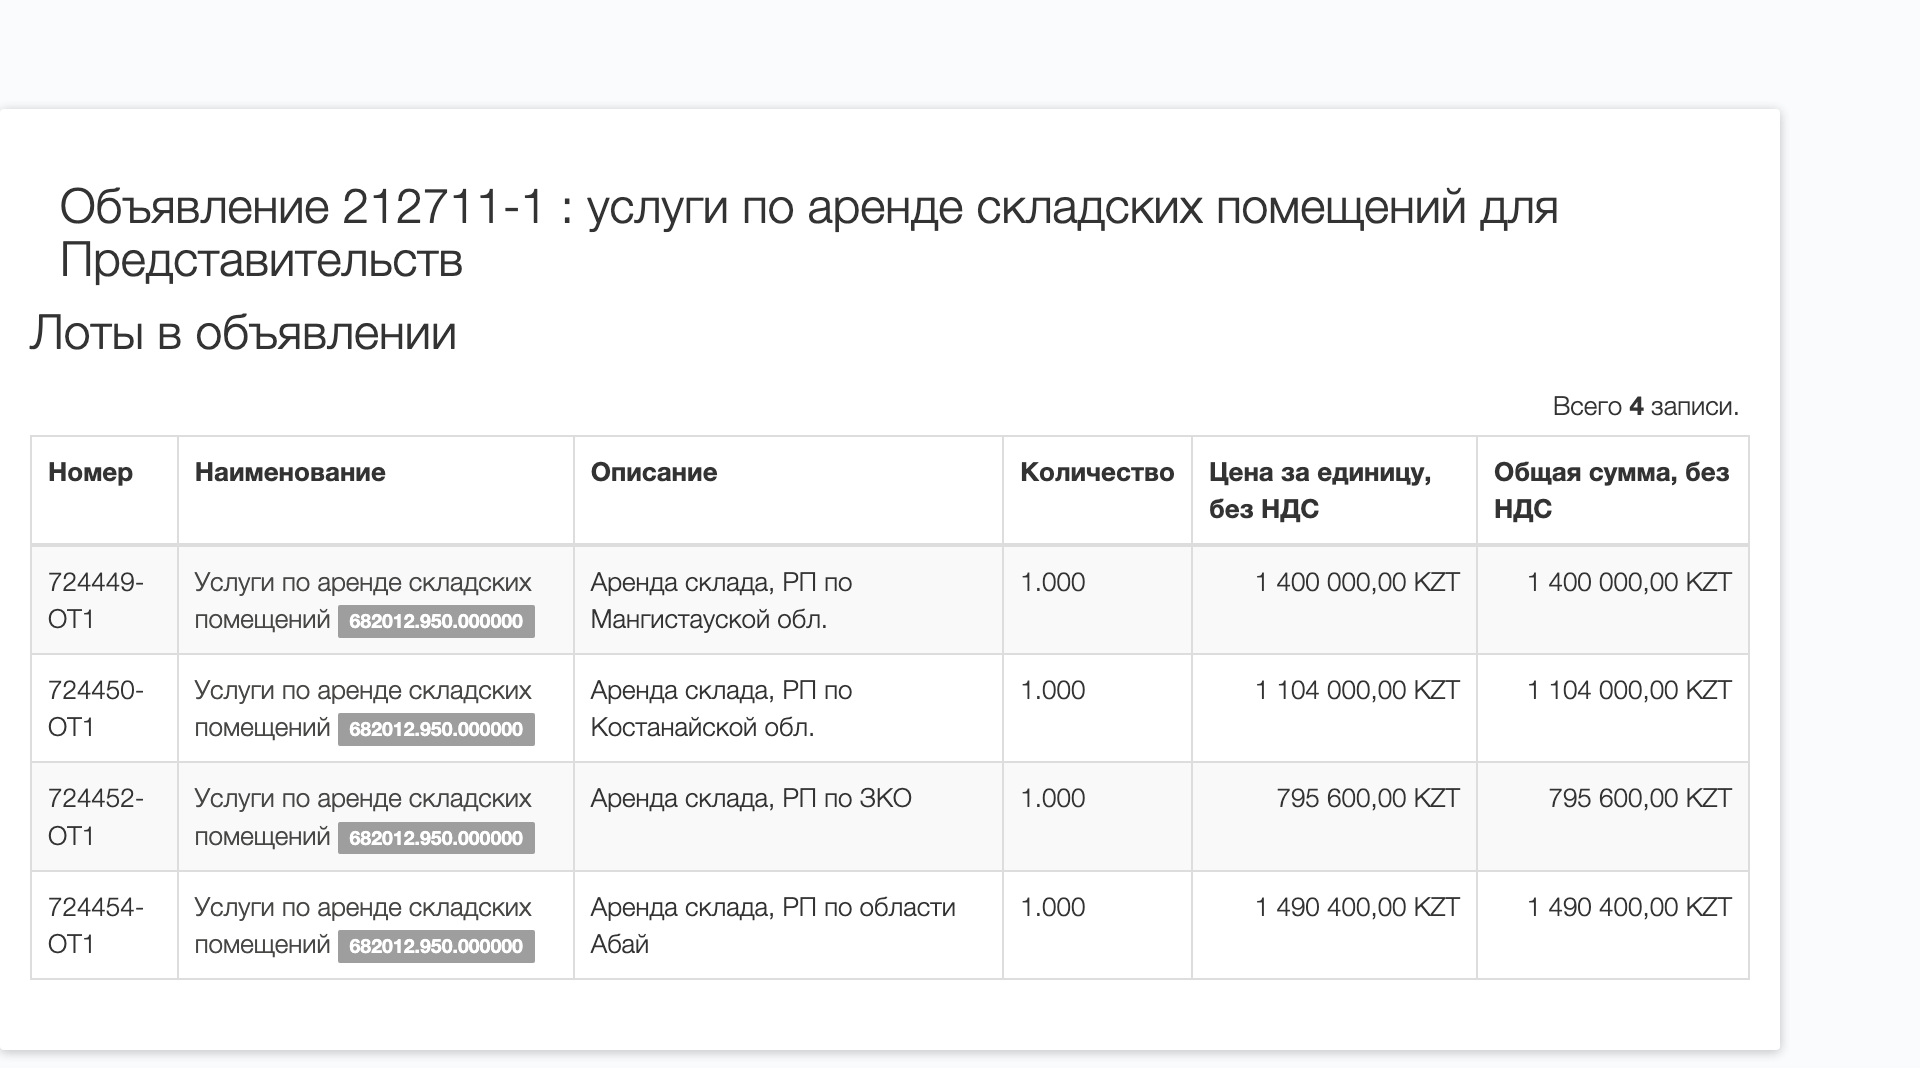 Объявление 212711-1 : услуги по аренде складских помещений для
Представительств
Лоты в объявлении
Всего 4 записи.
Номер Наименование Описание Количество Цена за единицу, Общая сумма, без
без НДС НДС
724449- Услуги по аренде складских Аренда склада, РП по 1.000 1 400 000,00 KZT 1 400 000,00 KZT
ОТ1 помещений 682012.950.000000 Мангистауской обл.
724450- Услуги по аренде складских Аренда склада, РП по 1.000 1 104 000,00 KZT 1 104 000,00 KZT
ОТ1 помещений 682012.950.000000 Костанайской обл.
724452- Услуги по аренде складских Аренда склада, РП по ЗКО 1.000 795 600,00 KZT 795 600,00 KZT
ОТ1 помещений 682012.950.000000
724454- Услуги по аренде складских Аренда склада, РП по области 1.000 1 490 400,00 KZT 1 490 400,00 KZT
ОТ1 помещений 682012.950.000000 Абай